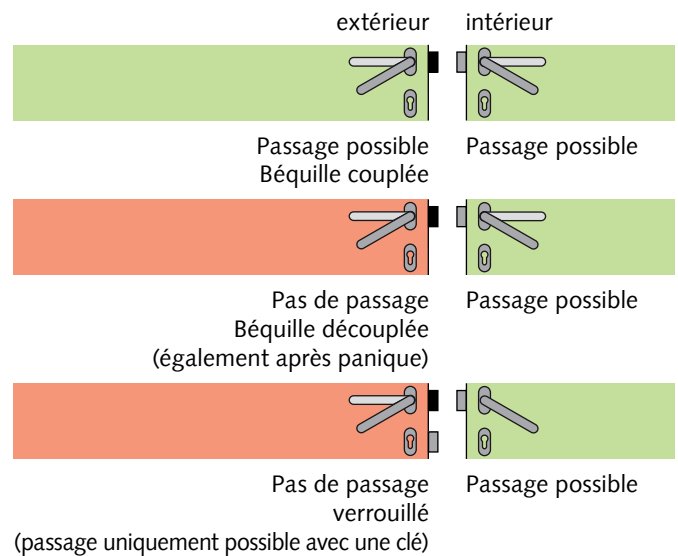 extérieur intérieur
Passage possible Passage possible
Béquille couplée
Pas de passage Passage possible
Béquille découplée
(également après panique)
Pas de passage Passage possible
verrouillé
(passage uniquement possible avec une clé)